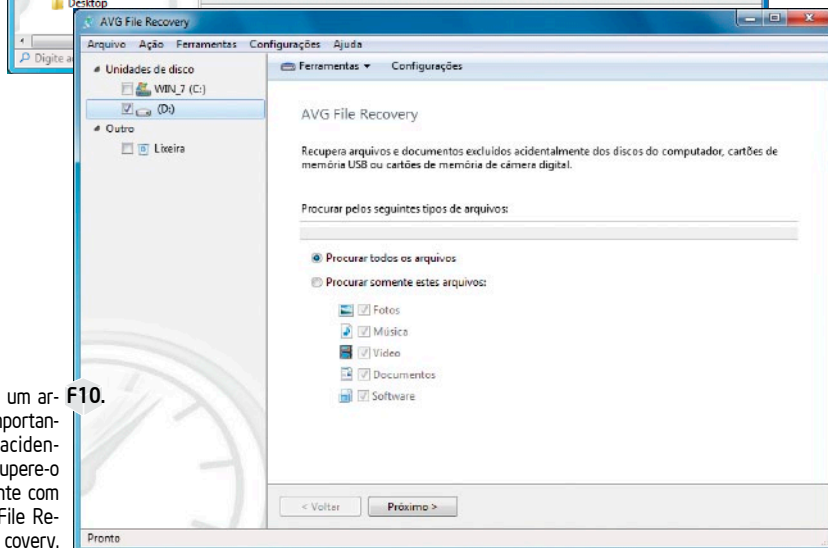 Desktop
Digite a
AVG File Recovery
Arquivo Ação Ferramentas Configurações Ajuda
Unidades de disco
WIN_7 (C:)
(D:)
Outro
Lixeira
Ferramentas Configurações
AVG File Recovery
Recupera arquivos e documentos excluídos acidentalmente dos discos do computador, cartões de
memória USB ou cartões de memória de câmera digital.
Procurar pelos seguintes tipos de arquivos:
Procurar todos os arquivos
Procurar somente estes arquivos:
Fotos
Música
Vídeo
Documentos
Software
< Voltar Próximo >
Pronto
F10.
um ar-
mportan-
aciden-
upere-o
nte com
File Re-
covery.